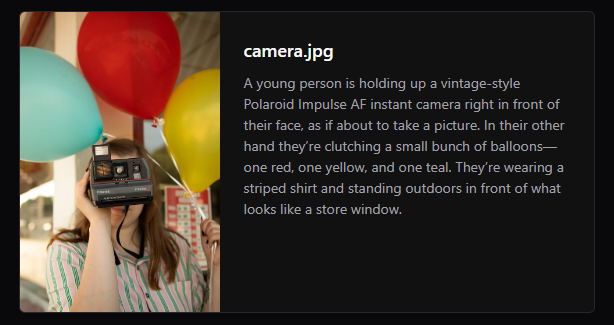 camera.jpg
A young person is holding up a vintage-style
Polaroid Impulse AF instant camera right in front of
their face, as if about to take a picture. In their other
hand they’re clutching a small bunch of balloons—
one red, one yellow, and one teal. They’re wearing a
striped shirt and standing outdoors in front of what
looks like a store window.